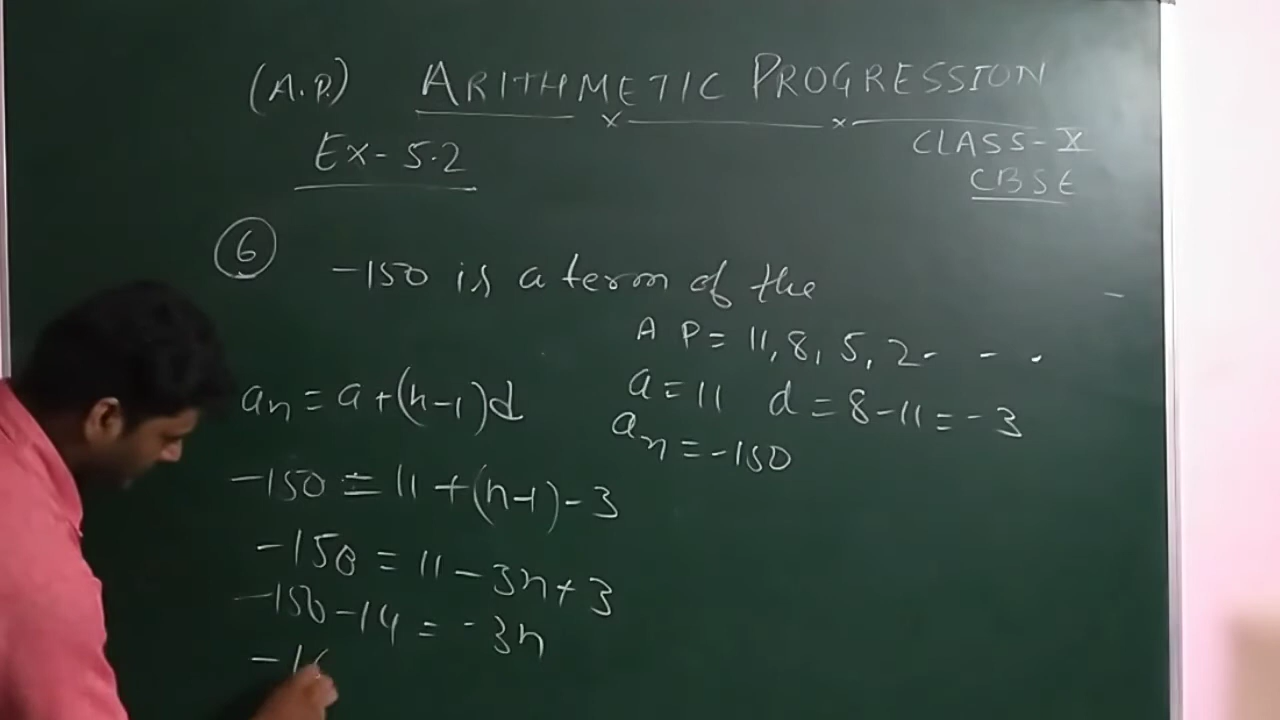 (A.P.) ARITHMETIC PROGRESSION
Ex-5.2
CLASS-X
CBSE
6
-150 is a term of the
A P = 11, 8, 5, 2 - - .
a = 11 d = 8-11 = -3
an = -150
an = a+(n-1)d
-150 = 11 +(n-1)-3
-150 = 11 - 3n + 3
-150 -14 = -3n